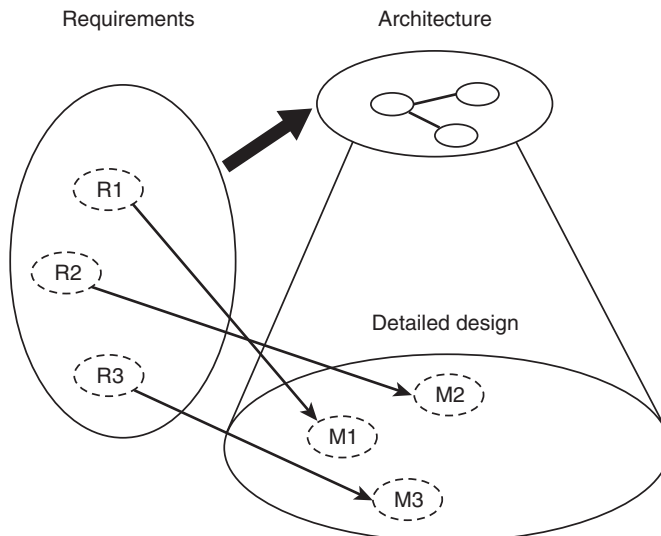 Requirements
Architecture
R1
R2
R3
Detailed design
M2
M1
M3